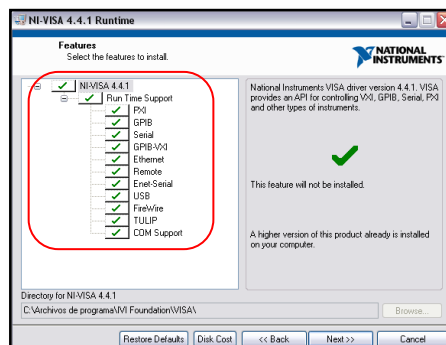 NI-VISA 4.4.1 Runtime
Features
Select the features to install.
NATIONAL
INSTRUMENTS
NI-VISA 4.4.1
Run Time Support
PXI
GPIB
Serial
GPIB-VXI
Ethernet
Remote
Enet-Serial
USB
FireWire
TULIP
COM Support
National Instruments VISA driver version 4.4.1. VISA
provides an API for controlling VXI, GPIB, Serial, PXI
and other types of instruments.
This feature will not be installed.
A higher version of this product already is installed
on your computer.
Directory for NI-VISA 4.4.1
C:\Archivos de programa\IVI Foundation\VISA\
Browse...
Restore Defaults Disk Cost << Back Next >> Cancel